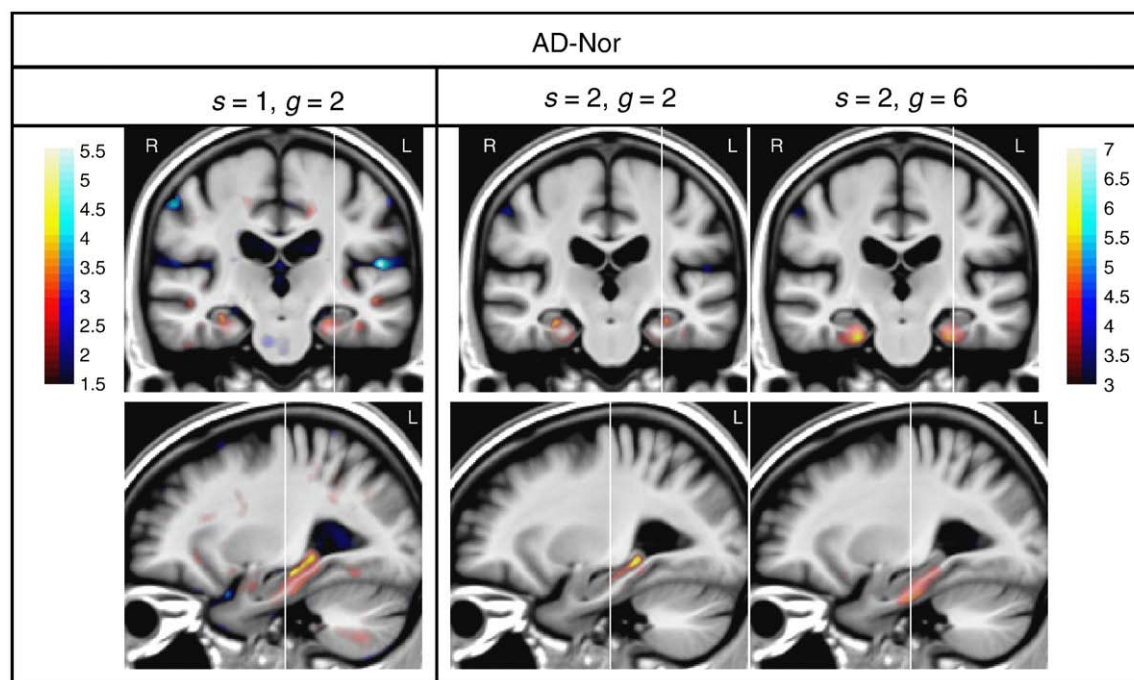 AD-Nor
s = 1, g = 2
s = 2, g = 2
s = 2, g = 6
5.5
5
4.5
4
3.5
3
2.5
2
1.5
R
L
R
L
R
L
7
6.5
6
5.5
5
4.5
4
3.5
3
L
L
L